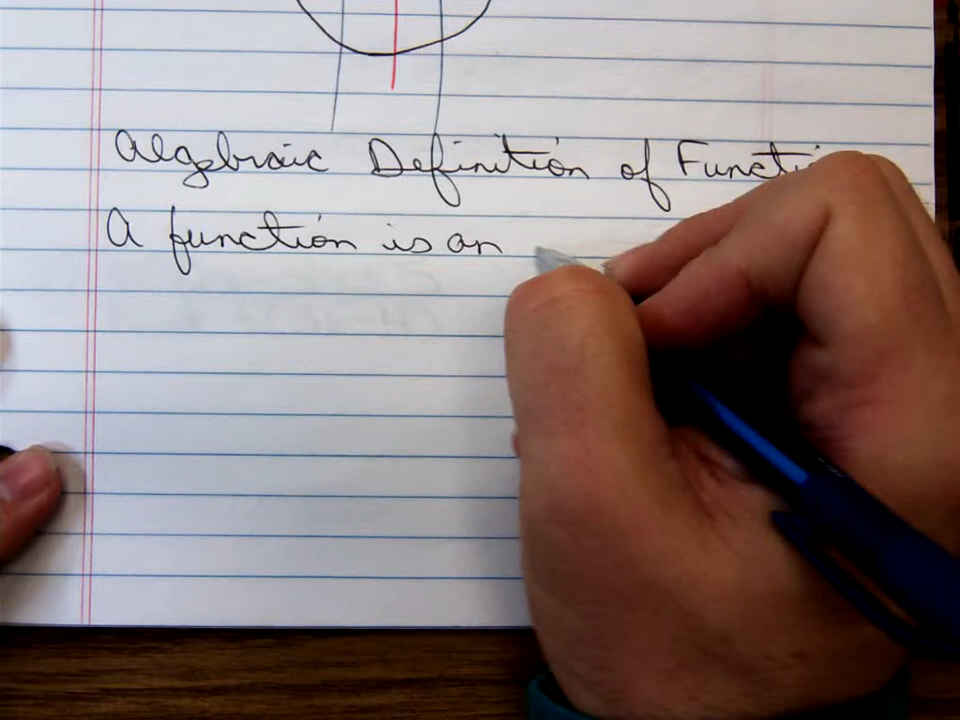 Algebraic Definition of Functi
A function is an